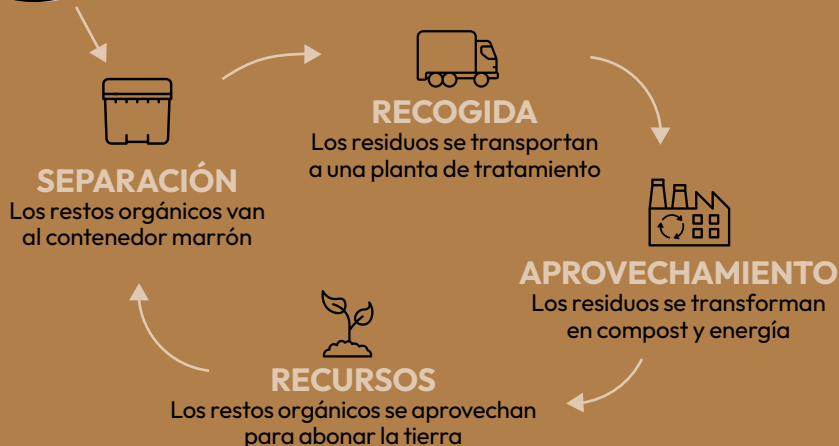 RECOGIDA
Los residuos se transportan
a una planta de tratamiento
SEPARACIÓN
Los restos orgánicos van
al contenedor marrón
APROVECHAMIENTO
Los residuos se transforman
en compost y energía
RECURSOS
Los restos orgánicos se aprovechan
para abonar la tierra